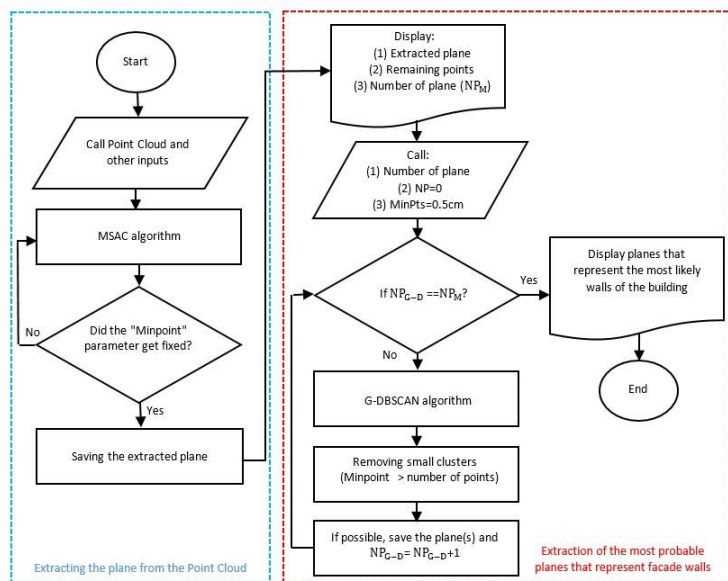 Start
Call Point Cloud and
other inputs
MSAC algorithm
Did the "Minpoint"
parameter get fixed?
No
Yes
Saving the extracted plane
Extracting the plane from the Point Cloud
Display:
(1) Extracted plane
(2) Remaining points
(3) Number of plane (NP_M)
Call:
(1) Number of plane
(2) NP=0
(3) MinPts=0.5cm
If NP_G−D ==NP_M?
Yes
No
Display planes that
represent the most likely
walls of the building
End
G-DBSCAN algorithm
Removing small clusters
(Minpoint > number of points)
If possible, save the plane(s) and
NP_G−D= NP_G−D+1
Extraction of the most probable
planes that represent facade walls